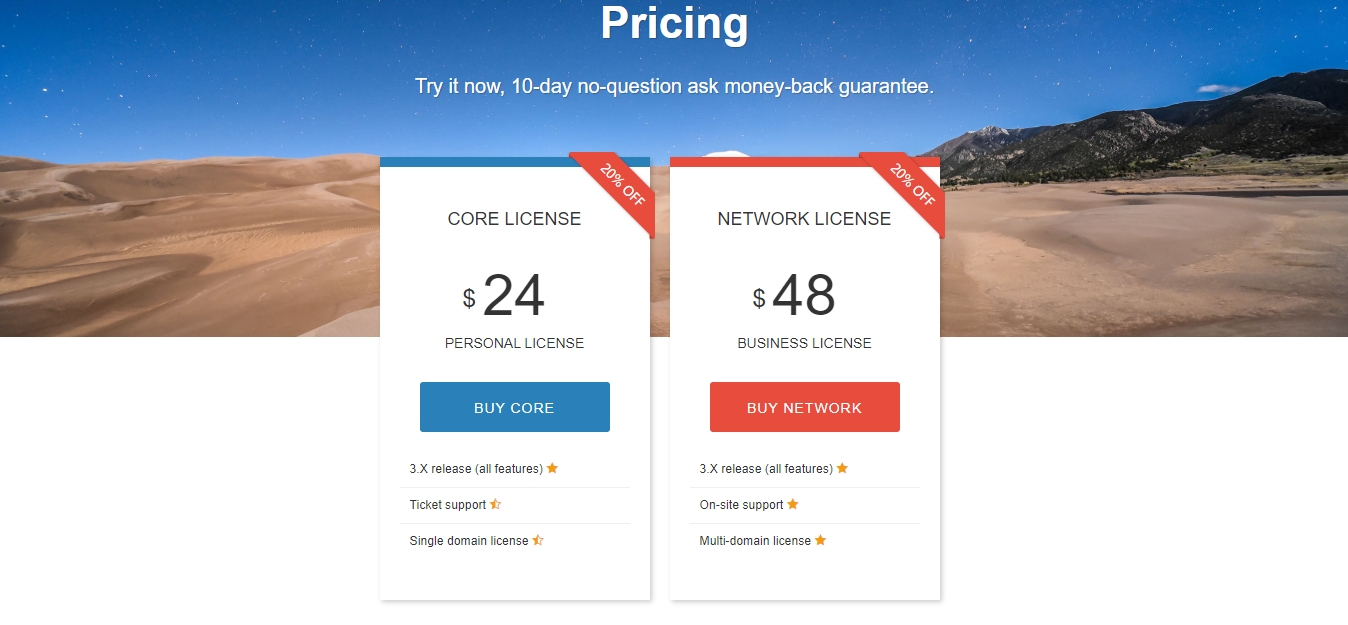 Pricing
Try it now, 10-day no-question ask money-back guarantee.
20% OFF
CORE LICENSE
$ 24
PERSONAL LICENSE
BUY CORE
3.X release (all features)
Ticket support
Single domain license
20% OFF
NETWORK LICENSE
$ 48
BUSINESS LICENSE
BUY NETWORK
3.X release (all features)
On-site support
Multi-domain license